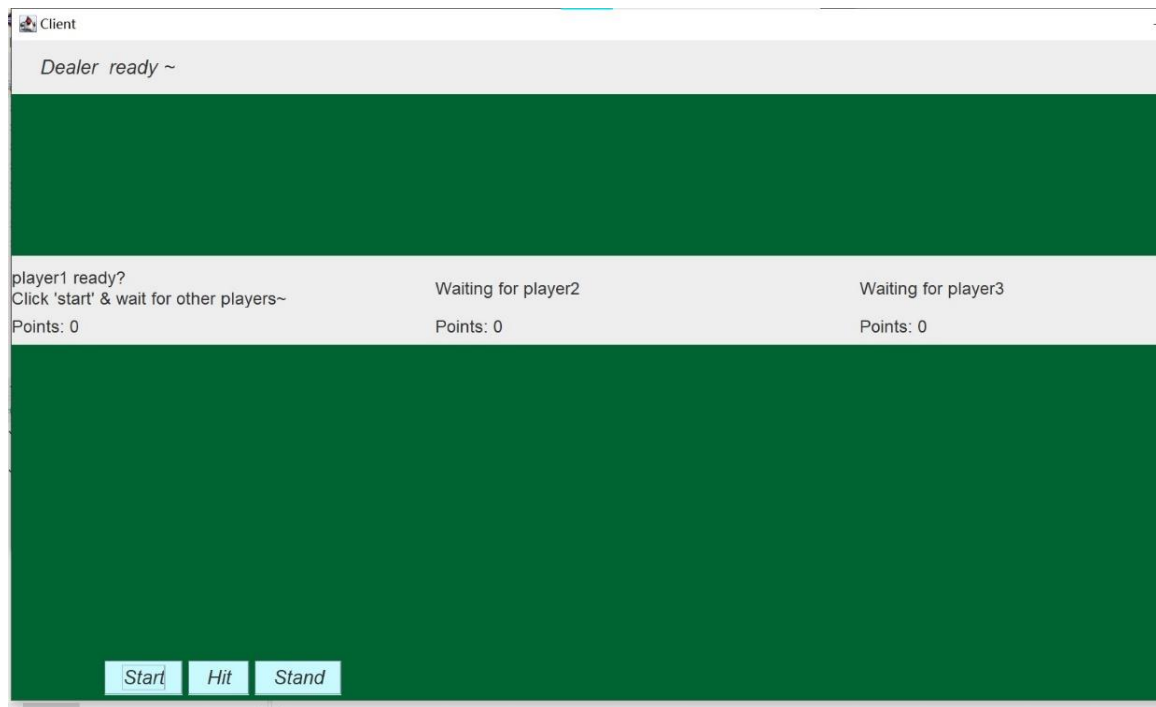 Client
Dealer ready ~
player1 ready?
Click 'start' & wait for other players~
Waiting for player2
Waiting for player3
Points: 0
Points: 0
Points: 0
Start
Hit
Stand